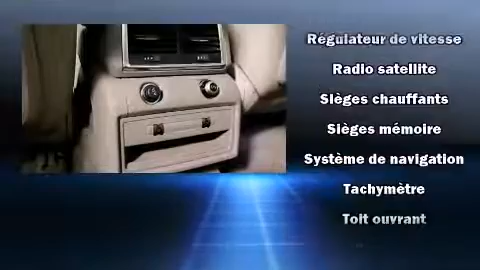 Régulateur de vitesse
Radio satellite
Sièges chauffants
Sièges mémoire
Système de navigation
Tachymètre
Toit ouvrant